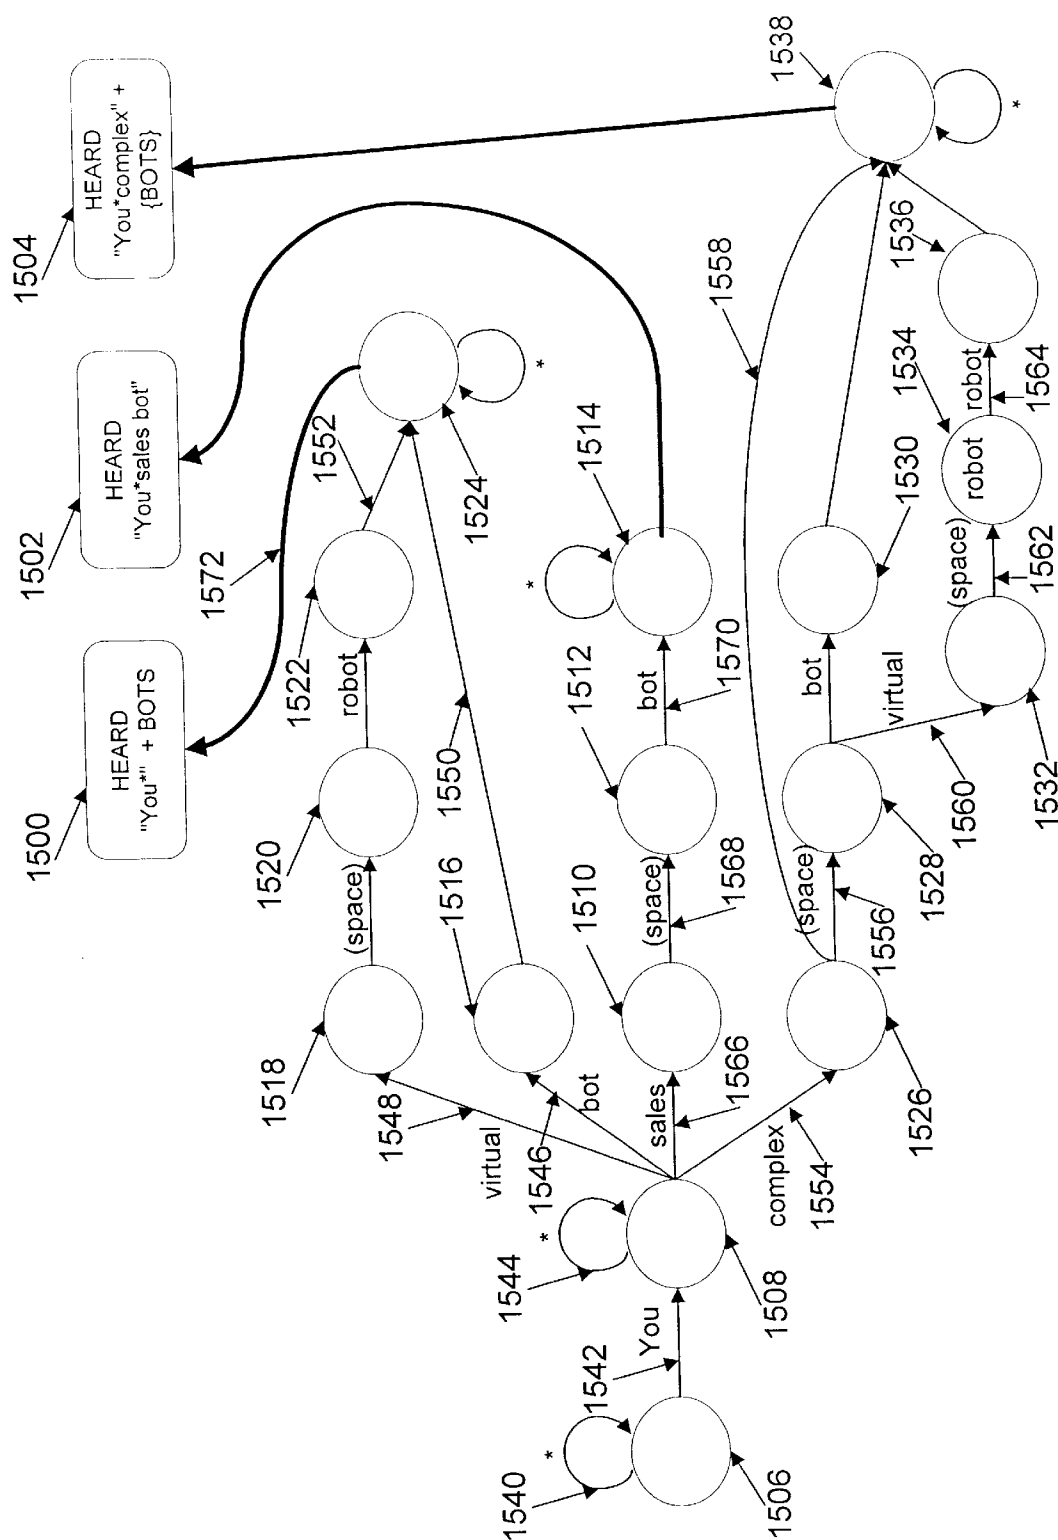 1500
HEARD
"You*" + BOTS
1502
HEARD
"You*sales bot"
1504
HEARD
"You*complex" +
{BOTS}
1572
1518
(space)
1520
robot
1522
1552
1524
*
1548
virtual
1516
1550
1546
bot
1540
*
1506
1542
You
1544
*
1508
sales
1566
1510
(space)
1568
1512
bot
1570
*
1514
complex
1554
1526
(space)
1556
1528
bot
1530
1558
1538
*
virtual
1560
1532
(space)
1562
1534
robot
robot
1564
1536